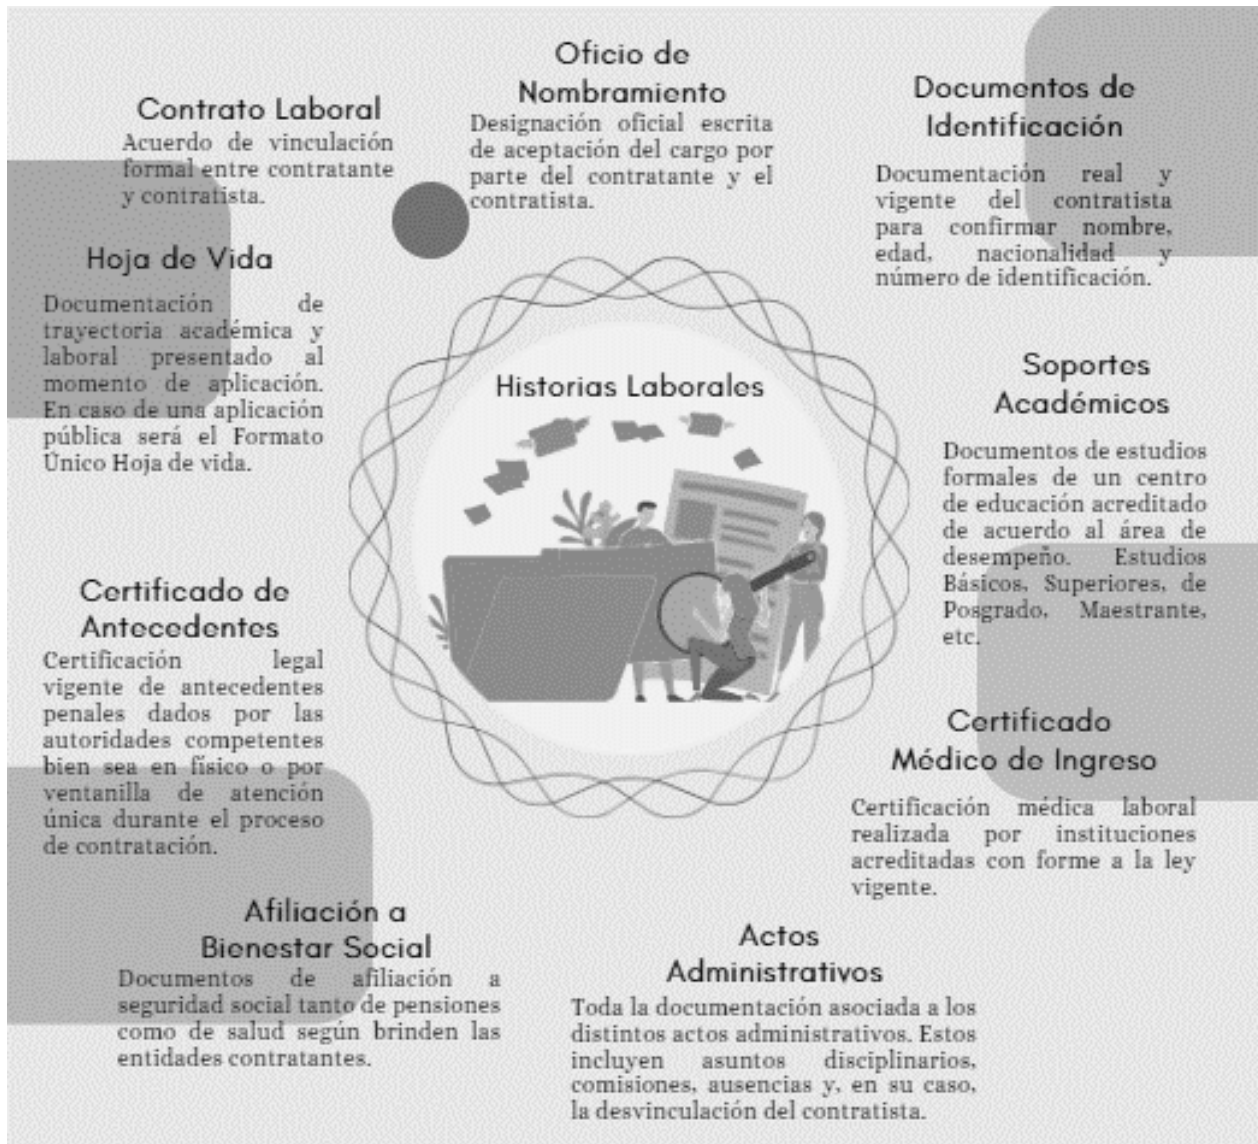 Oficio de
Nombramiento
Designación oficial escrita
de aceptación del cargo por
parte del contratante y el
contratista.
Contrato Laboral
Acuerdo de vinculación
formal entre contratante
y contratista.
Documentos de
Identificación
Documentación real y
vigente del contratista
para confirmar nombre,
edad, nacionalidad y
número de identificación.
Hoja de Vida
Documentación de
trayectoria académica y
laboral presentado al
momento de aplicación.
En caso de una aplicación
pública será el Formato
Único Hoja de vida.
Historias Laborales
Soportes
Académicos
Documentos de estudios
formales de un centro
de educación acreditado
de acuerdo al área de
desempeño. Estudios
Básicos, Superiores, de
Posgrado, Maestrante,
etc.
Certificado de
Antecedentes
Certificación legal
vigente de antecedentes
penales dados por las
autoridades competentes
bien sea en físico o por
ventanilla de atención
única durante el proceso
de contratación.
Certificado
Médico de Ingreso
Certificación médica laboral
realizada por instituciones
acreditadas con forme a la ley
vigente.
Afiliación a
Bienestar Social
Documentos de afiliación a
seguridad social tanto de pensiones
como de salud según brinden las
entidades contratantes.
Actos
Administrativos
Toda la documentación asociada a los
distintos actos administrativos. Estos
incluyen asuntos disciplinarios,
comisiones, ausencias y, en su caso,
la desvinculación del contratista.